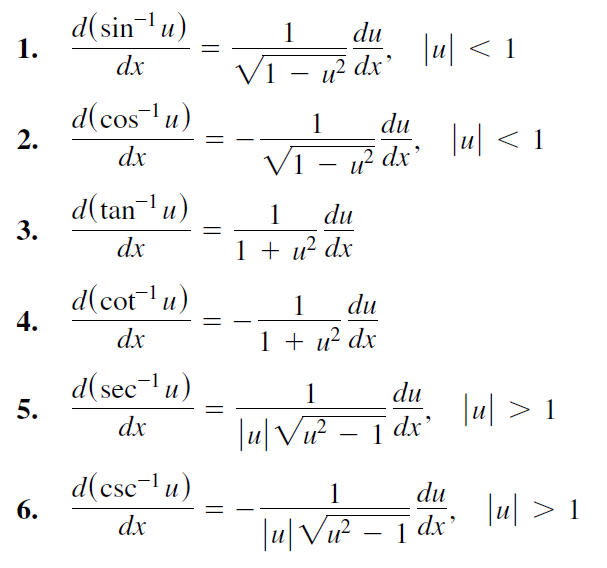 1. d(sin⁻¹ u)/dx = 1/√(1 − u²) du/dx, |u| < 1
2. d(cos⁻¹ u)/dx = −1/√(1 − u²) du/dx, |u| < 1
3. d(tan⁻¹ u)/dx = 1/(1 + u²) du/dx
4. d(cot⁻¹ u)/dx = −1/(1 + u²) du/dx
5. d(sec⁻¹ u)/dx = 1/(|u|√(u² − 1)) du/dx, |u| > 1
6. d(csc⁻¹ u)/dx = −1/(|u|√(u² − 1)) du/dx, |u| > 1